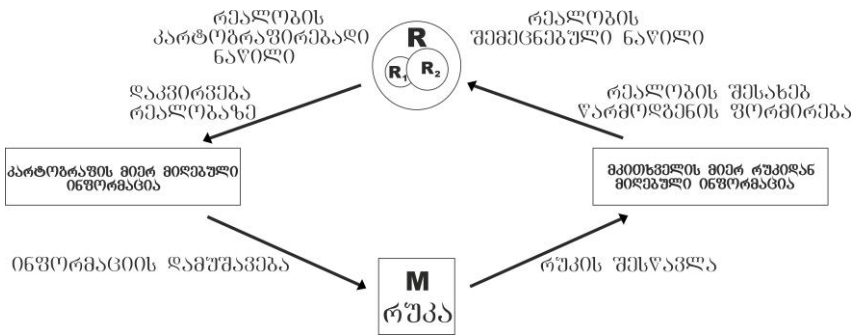 რეალობის
კარტოგრაფირებადი
ნაწილი
რეალობის
შემეცნებული ნაწილი
R
R₁
R₂
დაკვირვება
რეალობაზე
რეალობის შესახებ
წარმოდგენის ფორმირება
კარტოგრაფის მიერ მიღებული
ინფორმაცია
მკითხველის მიერ რუკიდან
მიღებული ინფორმაცია
ინფორმაციის დამუშავება
M
რუკა
რუკის შესწავლა